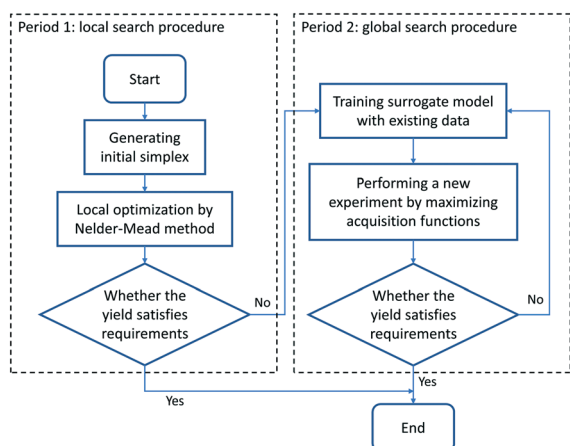 Period 1: local search procedure
Start
Generating
initial simplex
Local optimization by
Nelder-Mead method
Whether the
yield satisfies
requirements
No
Yes
Period 2: global search procedure
Training surrogate model
with existing data
Performing a new
experiment by maximizing
acquisition functions
Whether the
yield satisfies
requirements
No
Yes
End